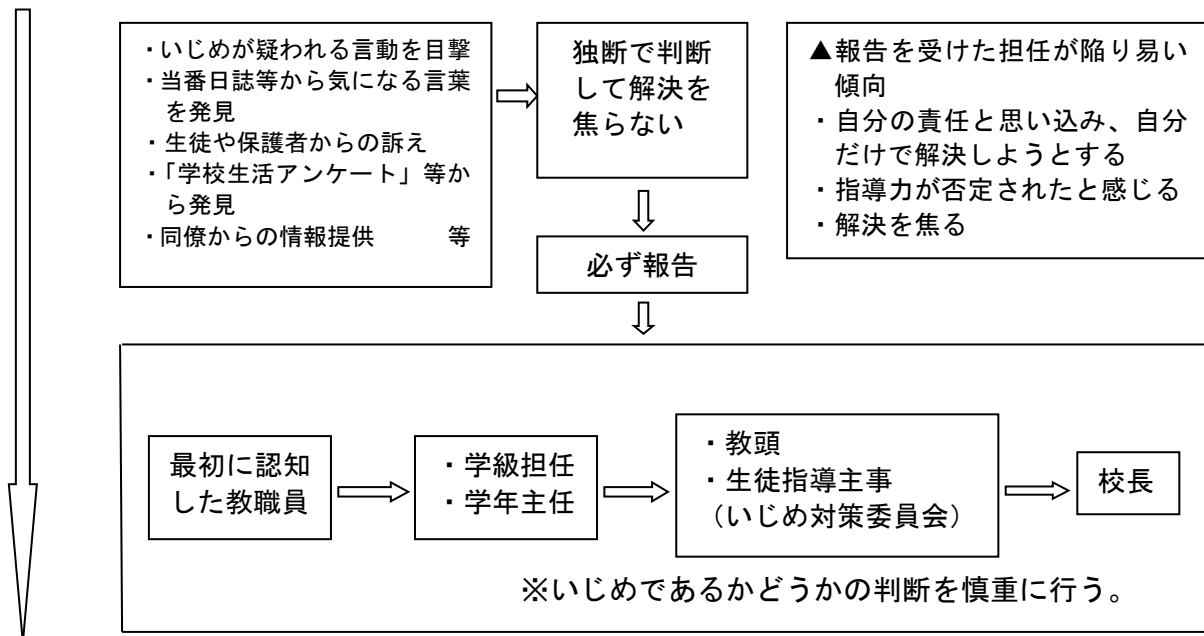 ・いじめが疑われる言動を目撃
・当番日誌等から気になる言葉
を発見
・生徒や保護者からの訴え
・「学校生活アンケート」等か
ら発見
・同僚からの情報提供　　　等
独断で判断
して解決を
焦らない
▲報告を受けた担任が陥り易い
傾向
・自分の責任と思い込み、自分
だけで解決しようとする
・指導力が否定されたと感じる
・解決を焦る
必ず報告
最初に認知
した教職員
・学級担任
・学年主任
・教頭
・生徒指導主事
（いじめ対策委員会）
校長
※いじめであるかどうかの判断を慎重に行う。